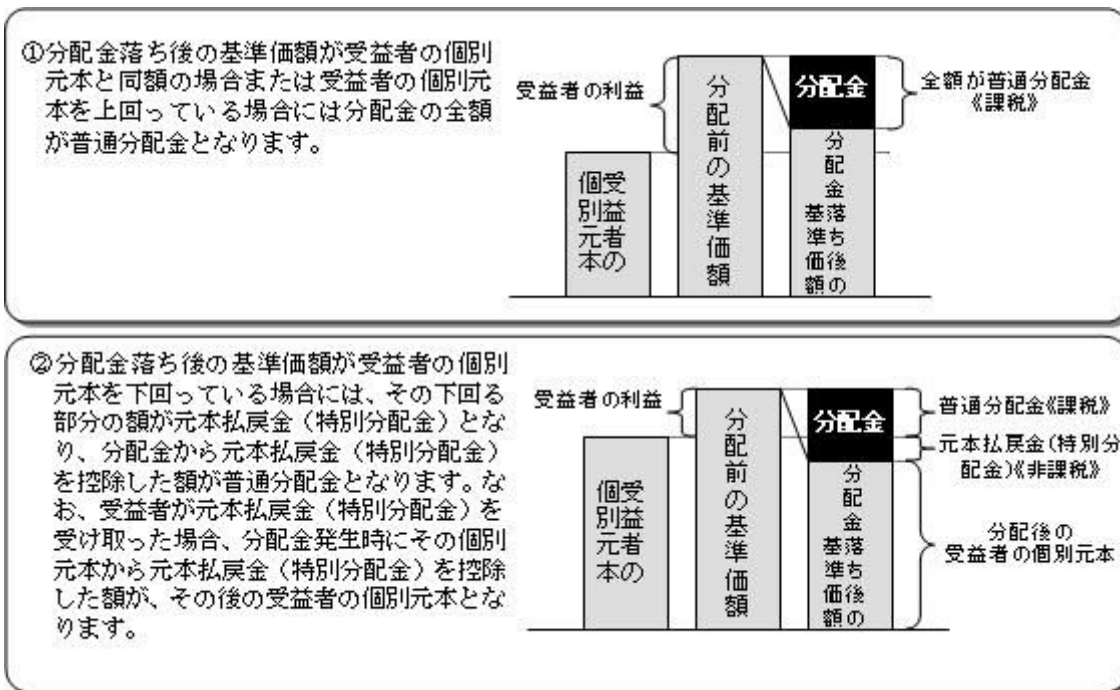 ①分配金落ち後の基準価額が受益者の個別
元本と同額の場合または受益者の個別元
本を上回っている場合には分配金の全額
が普通分配金となります。
受益者の利益
受益者の
個別元本
分配前の基準価額
分配金
分配金落ち後の
基準価額
全額が普通分配金
《課税》
②分配金落ち後の基準価額が受益者の個別
元本を下回っている場合には、その下回る
部分の額が元本払戻金（特別分配金）とな
り、分配金から元本払戻金（特別分配金）
を控除した額が普通分配金となります。な
お、受益者が元本払戻金（特別分配金）を
受け取った場合、分配金発生時にその個別
元本から元本払戻金（特別分配金）を控除
した額が、その後の受益者の個別元本とな
ります。
受益者の利益
受益者の
個別元本
分配前の基準価額
分配金
分配金落ち後の
基準価額
普通分配金《課税》
元本払戻金(特別分
配金)《非課税》
分配後の
受益者の個別元本